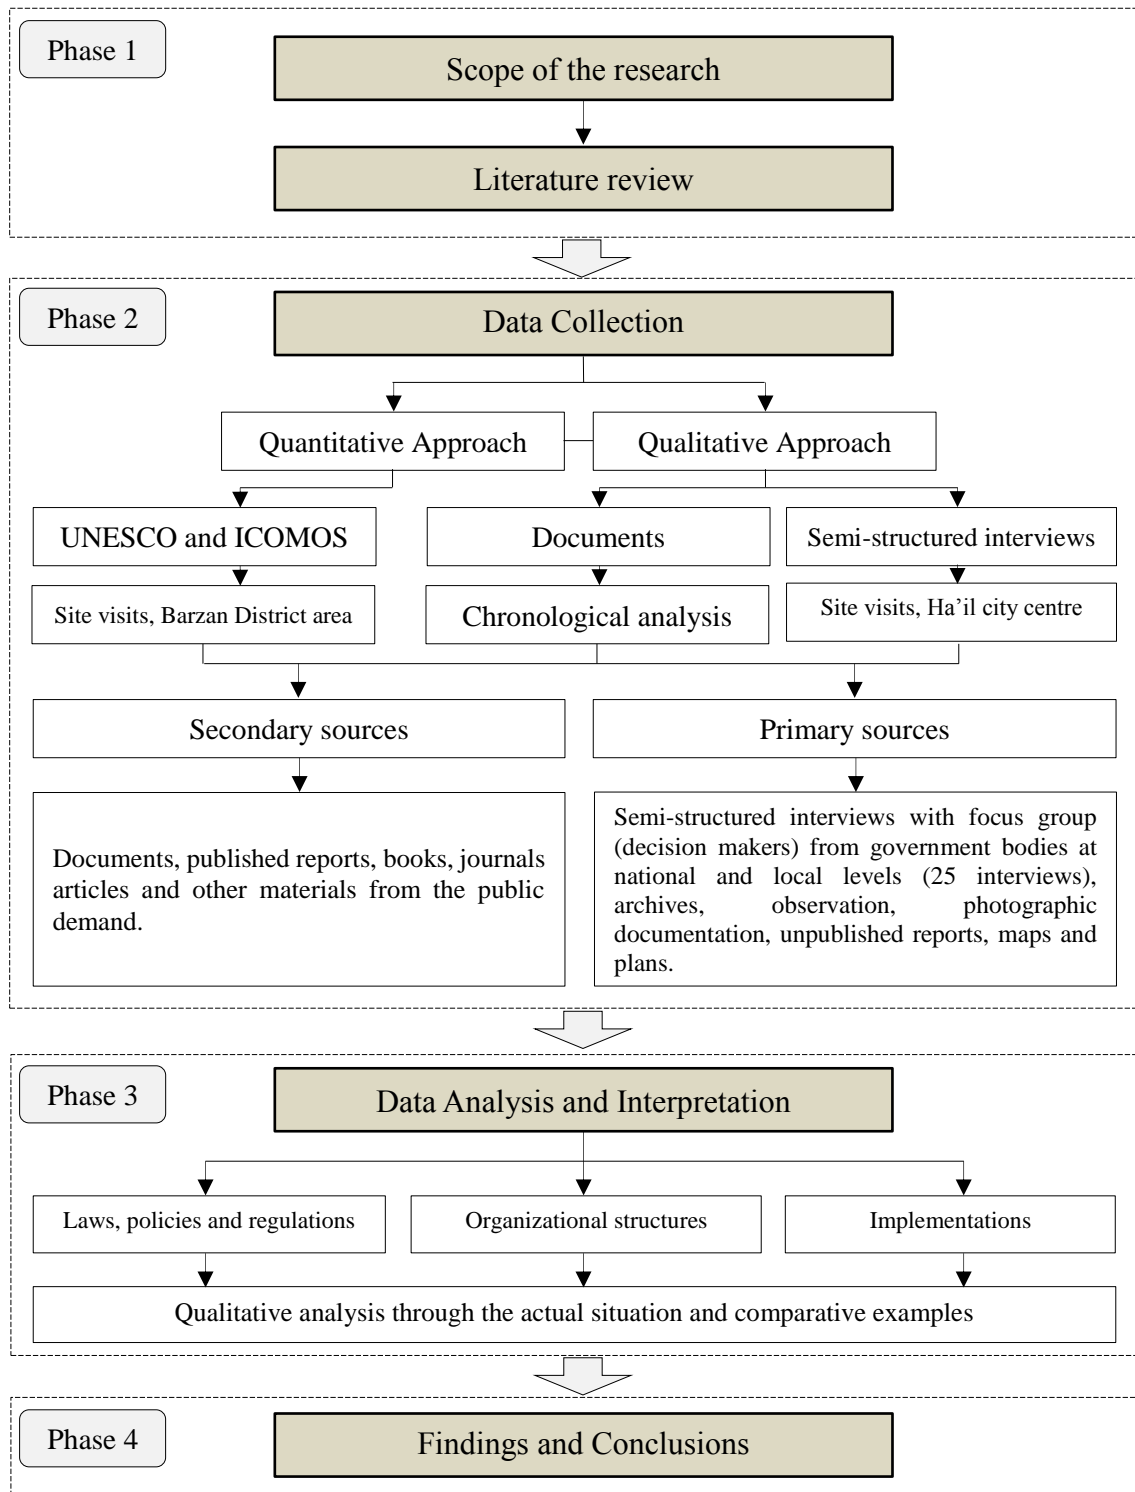 Phase 1
Scope of the research
Literature review
Phase 2
Data Collection
Quantitative Approach
Qualitative Approach
UNESCO and ICOMOS
Documents
Semi-structured interviews
Site visits, Barzan District area
Chronological analysis
Site visits, Ha’il city centre
Secondary sources
Primary sources
Documents, published reports, books, journals
articles and other materials from the public
demand.
Semi-structured interviews with focus group
(decision makers) from government bodies at
national and local levels (25 interviews),
archives, observation, photographic
documentation, unpublished reports, maps and
plans.
Phase 3
Data Analysis and Interpretation
Laws, policies and regulations
Organizational structures
Implementations
Qualitative analysis through the actual situation and comparative examples
Phase 4
Findings and Conclusions